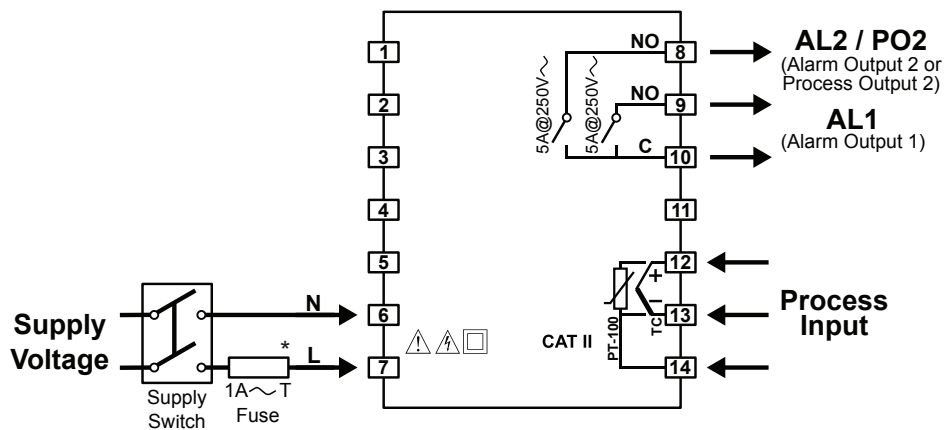 1
2
3
4
5
6
7
NO
8
NO
9
C
10
11
12
13
14
5A@250V~
5A@250V~
AL2 / PO2
(Alarm Output 2 or
Process Output 2)
AL1
(Alarm Output 1)
+
–
TC
PT-100
CAT II
Process
Input
Supply
Voltage
N
L
*
1A~ T
Fuse
Supply
Switch